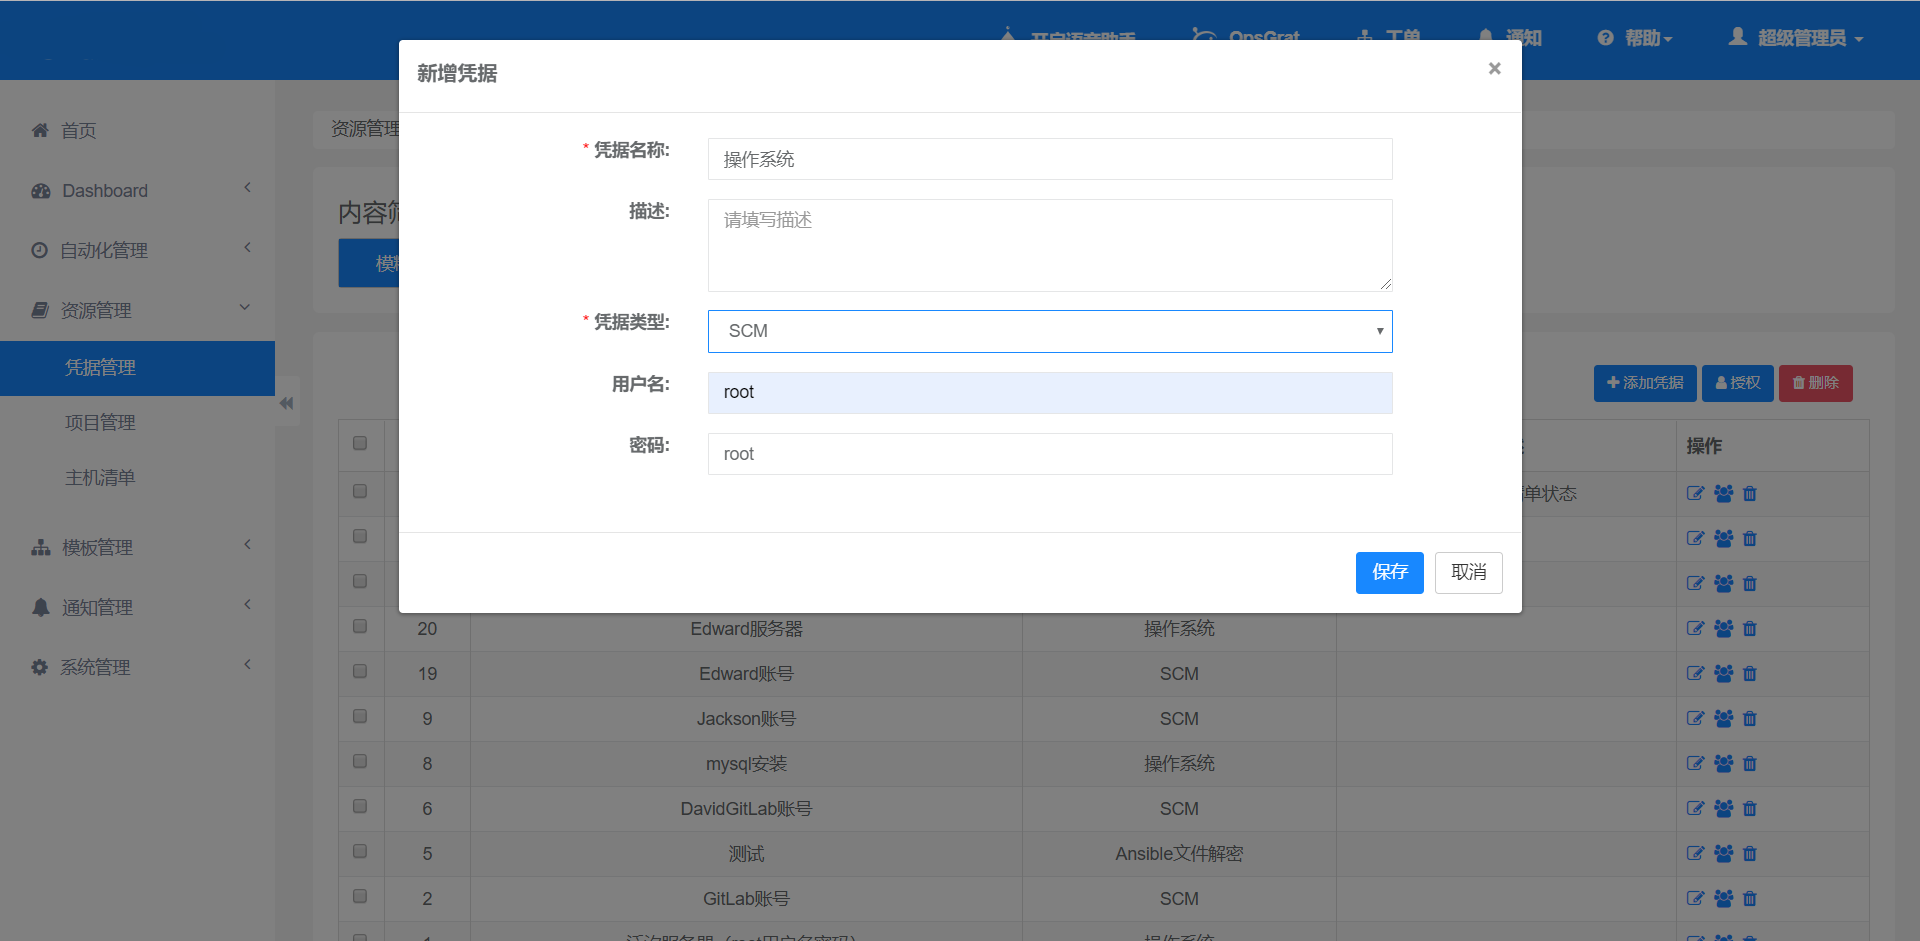 开启语音助手 OpsGrat 工单 通知 帮助 超级管理员
新增凭据 ×
首页
Dashboard
自动化管理
资源管理
凭据管理
项目管理
主机清单
模板管理
通知管理
系统管理
资源管理
内容筛
模糊
* 凭据名称: 操作系统
描述: 请填写描述
* 凭据类型: SCM
用户名: root
密码: root
保存 取消
添加凭据 授权 删除
操作
单状态
20 Edward服务器 操作系统
19 Edward账号 SCM
9 Jackson账号 SCM
8 mysql安装 操作系统
6 DavidGitLab账号 SCM
5 测试 Ansible文件解密
2 GitLab账号 SCM